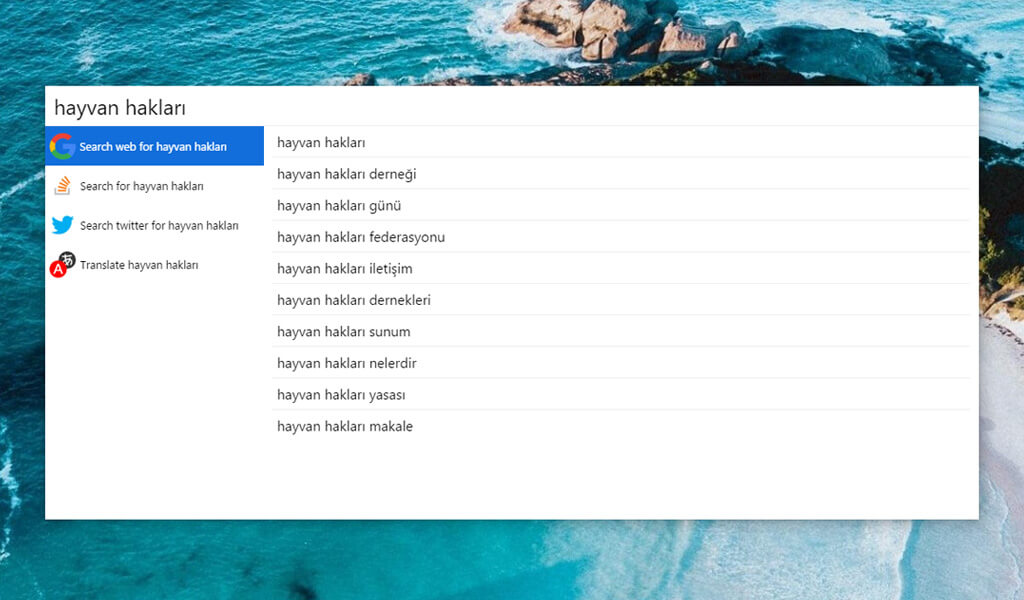 hayvan hakları
Search web for hayvan hakları
Search for hayvan hakları
Search twitter for hayvan hakları
Translate hayvan hakları
hayvan hakları
hayvan hakları derneği
hayvan hakları günü
hayvan hakları federasyonu
hayvan hakları iletişim
hayvan hakları dernekleri
hayvan hakları sunum
hayvan hakları nelerdir
hayvan hakları yasası
hayvan hakları makale